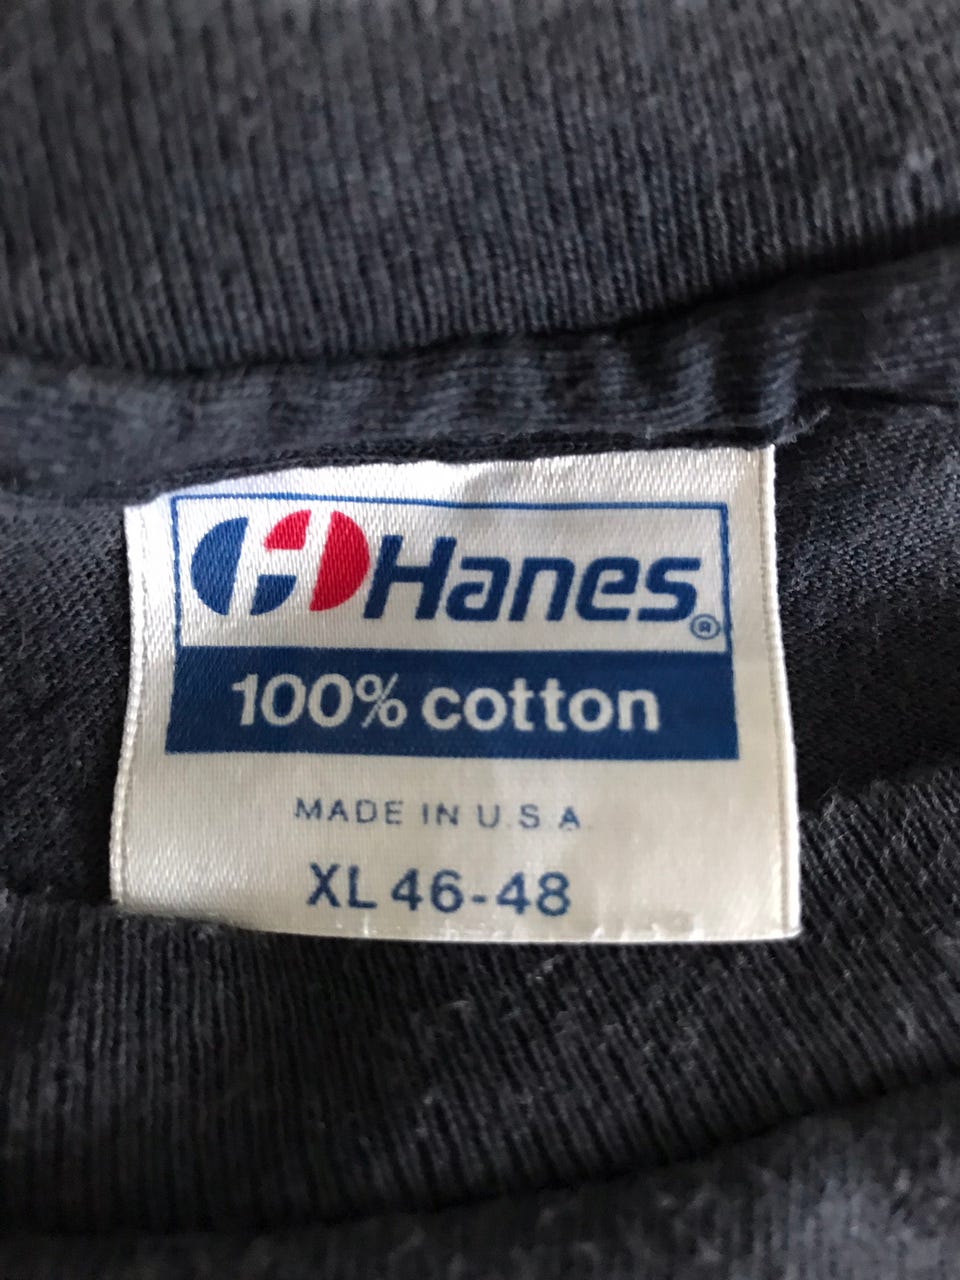 H Hanes®
100% cotton
MADE IN U.S.A.
XL 46-48